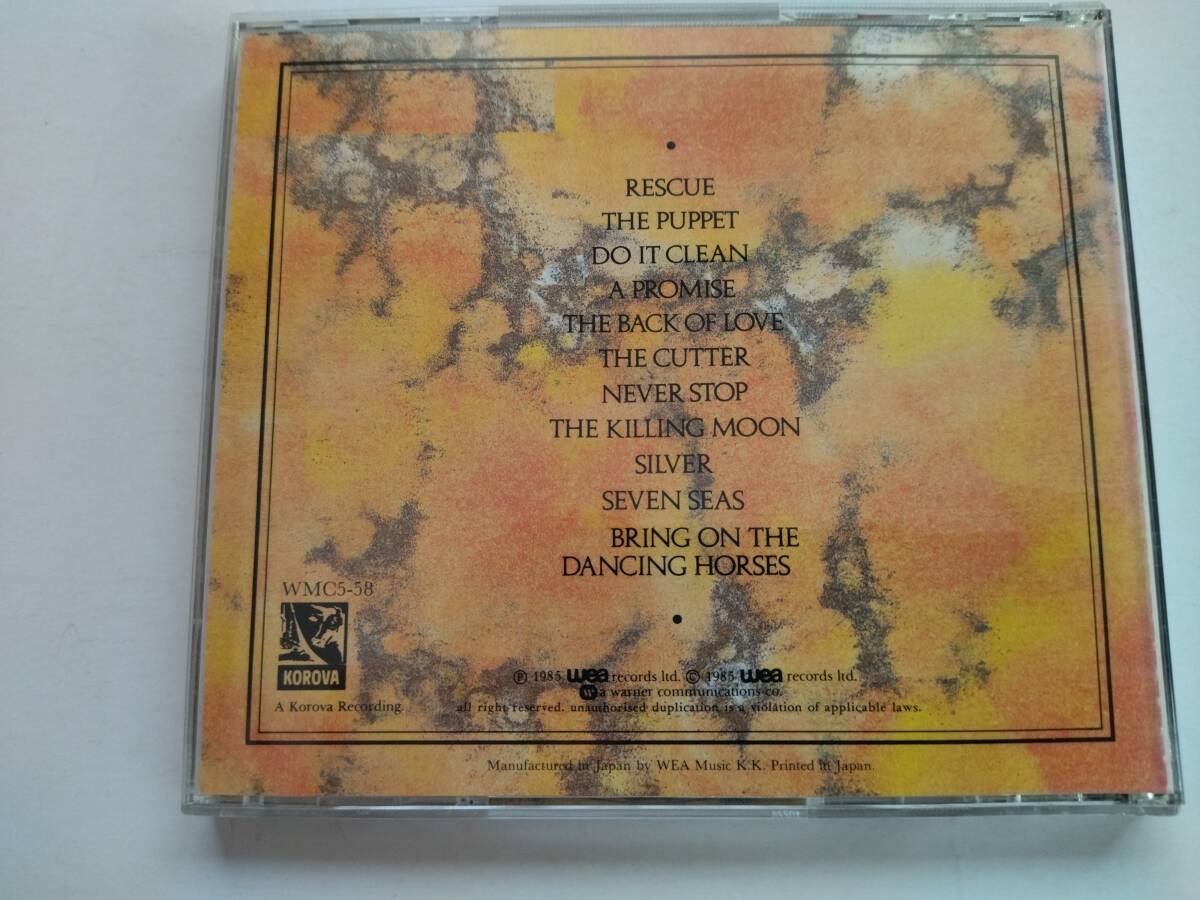 RESCUE
THE PUPPET
DO IT CLEAN
A PROMISE
THE BACK OF LOVE
THE CUTTER
NEVER STOP
THE KILLING MOON
SILVER
SEVEN SEAS
BRING ON THE
DANCING HORSES
WMC5-58
KOROVA
A Korova Recording
℗ 1985 wea records ltd. © 1985 wea records ltd.
a warner communications co.
all right reserved. unauthorised duplication is a violation of applicable laws.
Manufactured in Japan by WEA Music K.K. Printed in Japan.